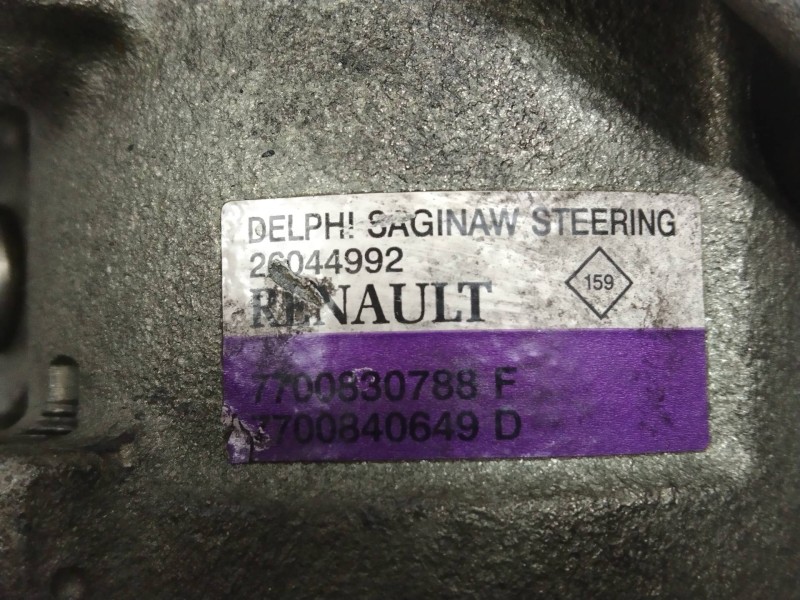 DELPHI SAGINAW STEERING
26044992
RENAULT
159
7700830788 F
7700840649 D